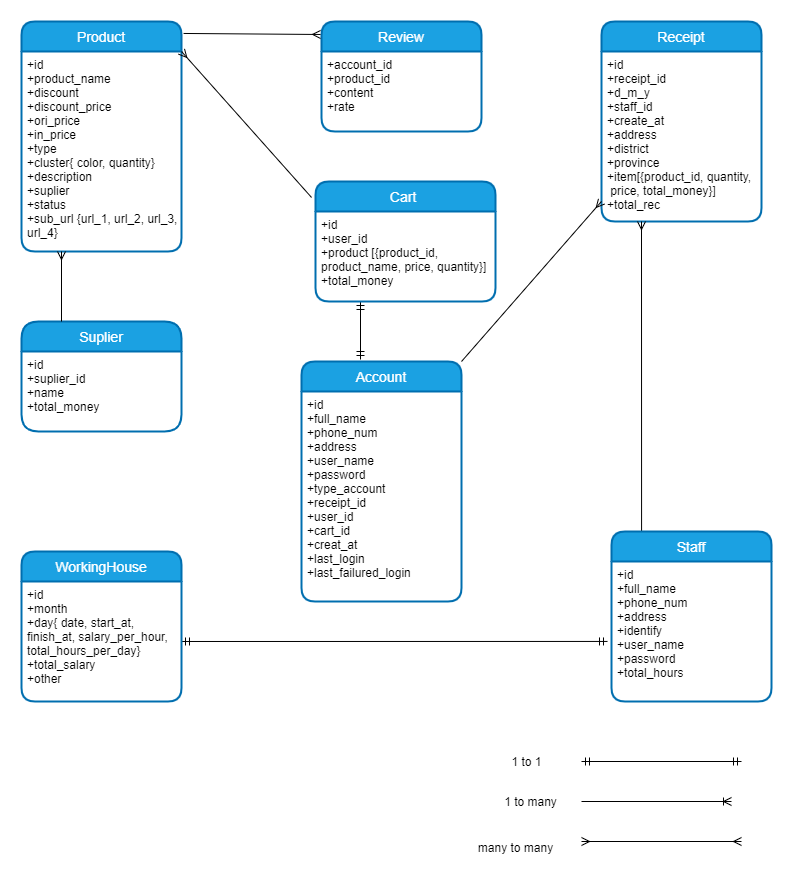 Product
+id
+product_name
+discount
+discount_price
+ori_price
+in_price
+type
+cluster{ color, quantity}
+description
+suplier
+status
+sub_url {url_1, url_2, url_3,
url_4}
Review
+account_id
+product_id
+content
+rate
Receipt
+id
+receipt_id
+d_m_y
+staff_id
+create_at
+address
+district
+province
+item[{product_id, quantity,
price, total_money}]
+total_rec
Cart
+id
+user_id
+product [{product_id,
product_name, price, quantity}]
+total_money
Suplier
+id
+suplier_id
+name
+total_money
Account
+id
+full_name
+phone_num
+address
+user_name
+password
+type_account
+receipt_id
+user_id
+cart_id
+creat_at
+last_login
+last_failured_login
WorkingHouse
+id
+month
+day{ date, start_at,
finish_at, salary_per_hour,
total_hours_per_day}
+total_salary
+other
Staff
+id
+full_name
+phone_num
+address
+identify
+user_name
+password
+total_hours
1 to 1
1 to many
many to many